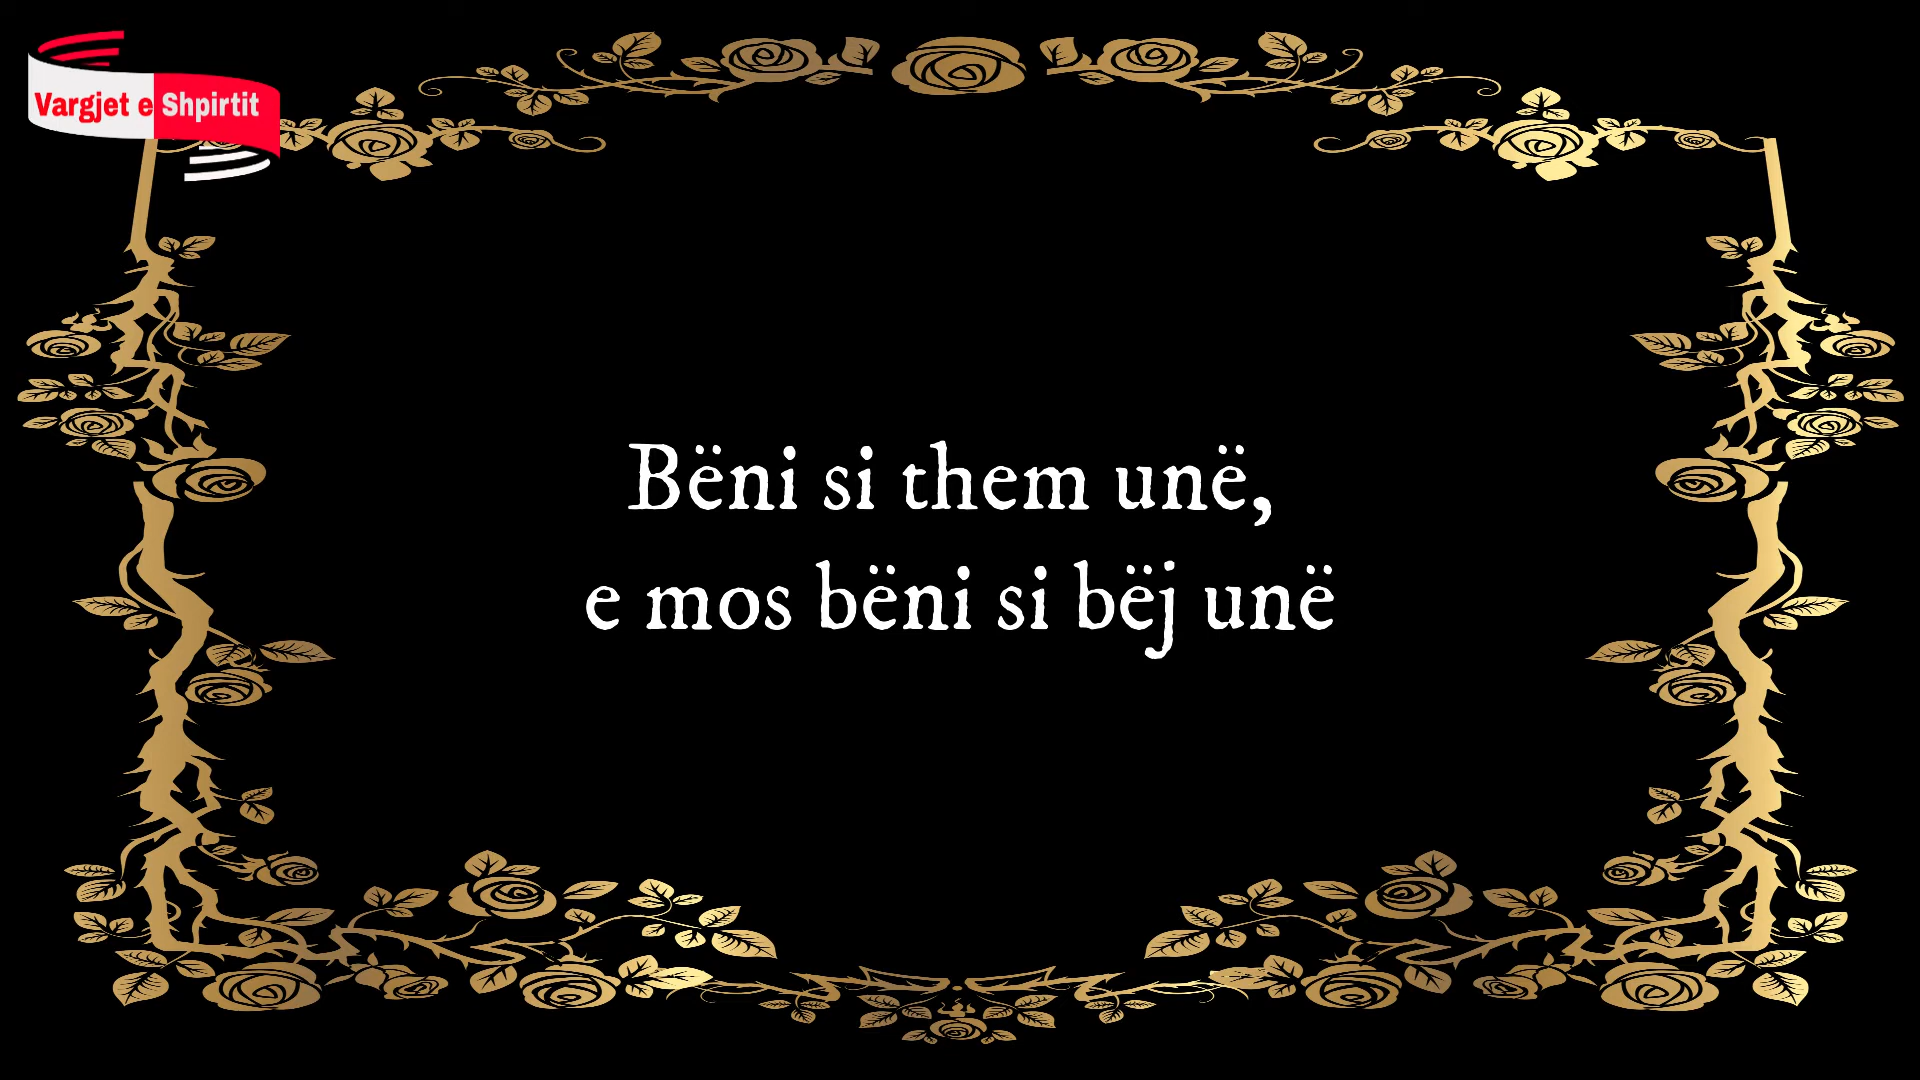 Vargjet e Shpirtit
Bëni si them unë,
e mos bëni si bëj unë